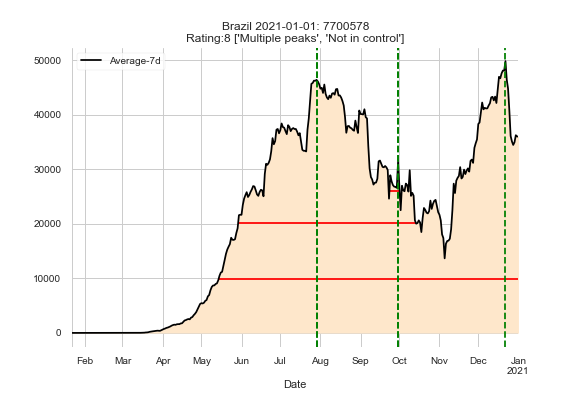 Brazil 2021-01-01: 7700578
Rating:8 ['Multiple peaks', 'Not in control']
Average-7d
50000
40000
30000
20000
10000
0
Feb Mar Apr May Jun Jul Aug Sep Oct Nov Dec Jan
2021
Date